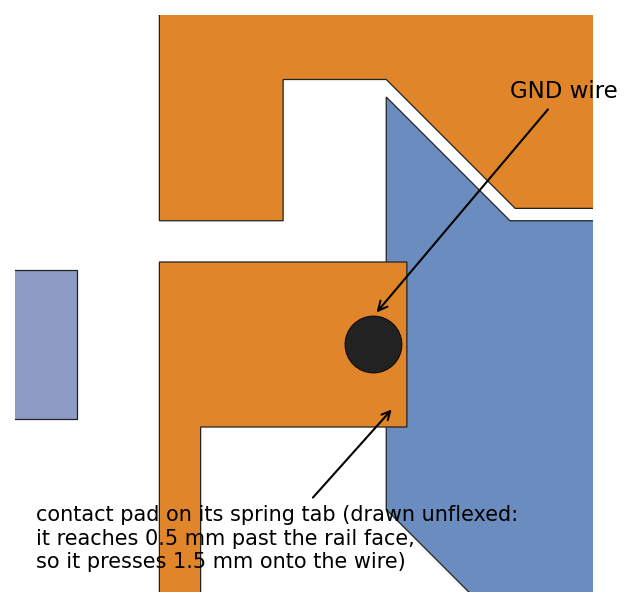 GND wire
contact pad on its spring tab (drawn unflexed:
it reaches 0.5 mm past the rail face,
so it presses 1.5 mm onto the wire)